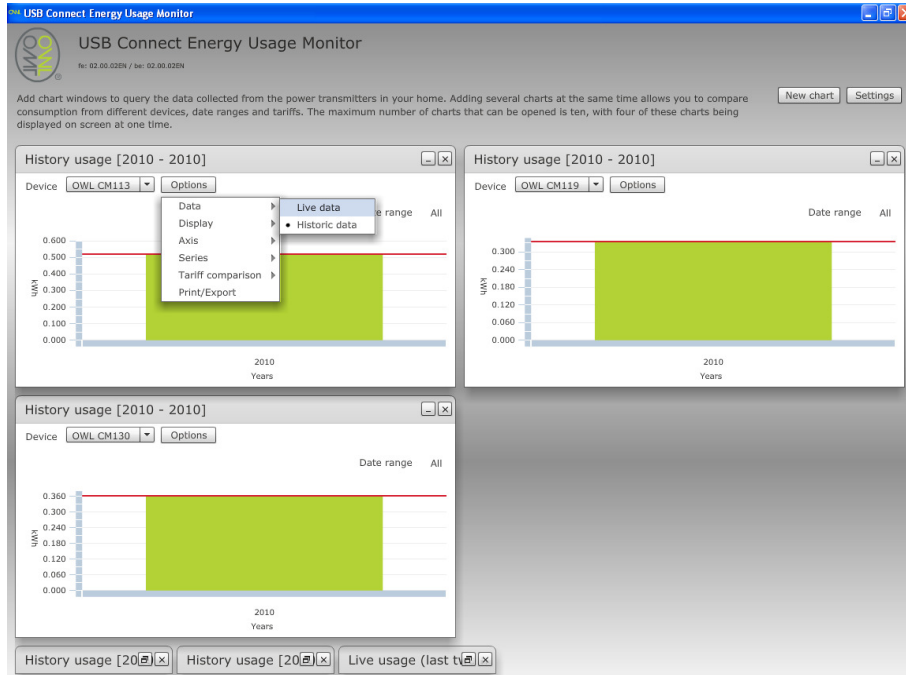 USB Connect Energy Usage Monitor
USB Connect Energy Usage Monitor
fe: 02.00.02EN / be: 02.00.02EN
Add chart windows to query the data collected from the power transmitters in your home. Adding several charts at the same time allows you to compare
consumption from different devices, date ranges and tariffs. The maximum number of charts that can be opened is ten, with four of these charts being
displayed on screen at one time.
New chart
Settings
History usage [2010 - 2010]
Device OWL CM113 Options
Data
Display
Axis
Series
Tariff comparison
Print/Export
Live data
Historic data
e range All
0.600
0.500
0.400
0.300
0.200
0.100
0.000
kWh
2010
Years
History usage [2010 - 2010]
Device OWL CM119 Options
Date range All
0.300
0.240
0.180
0.120
0.060
0.000
kWh
2010
Years
History usage [2010 - 2010]
Device OWL CM130 Options
Date range All
0.360
0.300
0.240
0.180
0.120
0.060
0.000
kWh
2010
Years
History usage [20
History usage [20
Live usage (last t